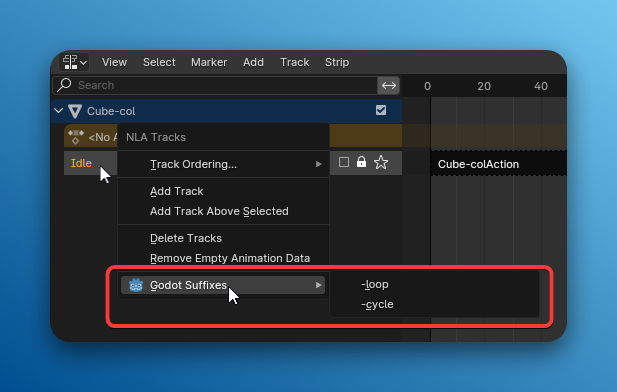 View Select Marker Add Track Strip
Search 0 20 40
Cube-col
<No A NLA Tracks
Idle Track Ordering... Cube-colAction
Add Track
Add Track Above Selected
Delete Tracks
Remove Empty Animation Data
Godot Suffixes -loop
-cycle